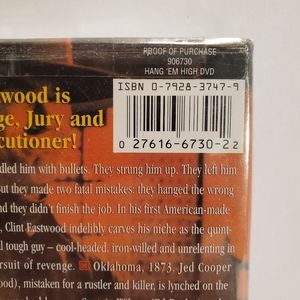 PROOF OF PURCHASE
906730
HANG 'EM HIGH DVD
ISBN 0-7928-3747-9
twood is
ge, Jury and
cutioner!
0 27616-6730-2 2
dled him with bullets. They strung him up. They left him
but they made two fatal mistakes: they hanged the wrong
nd they didn't finish the job. In his first American-made
, Clint Eastwood indelibly carves his niche as the quint-
l tough guy – cool-headed, iron-willed and unrelenting in
rsuit of revenge. Oklahoma, 1873. Jed Cooper
ood), mistaken for a rustler and killer, is lynched on the